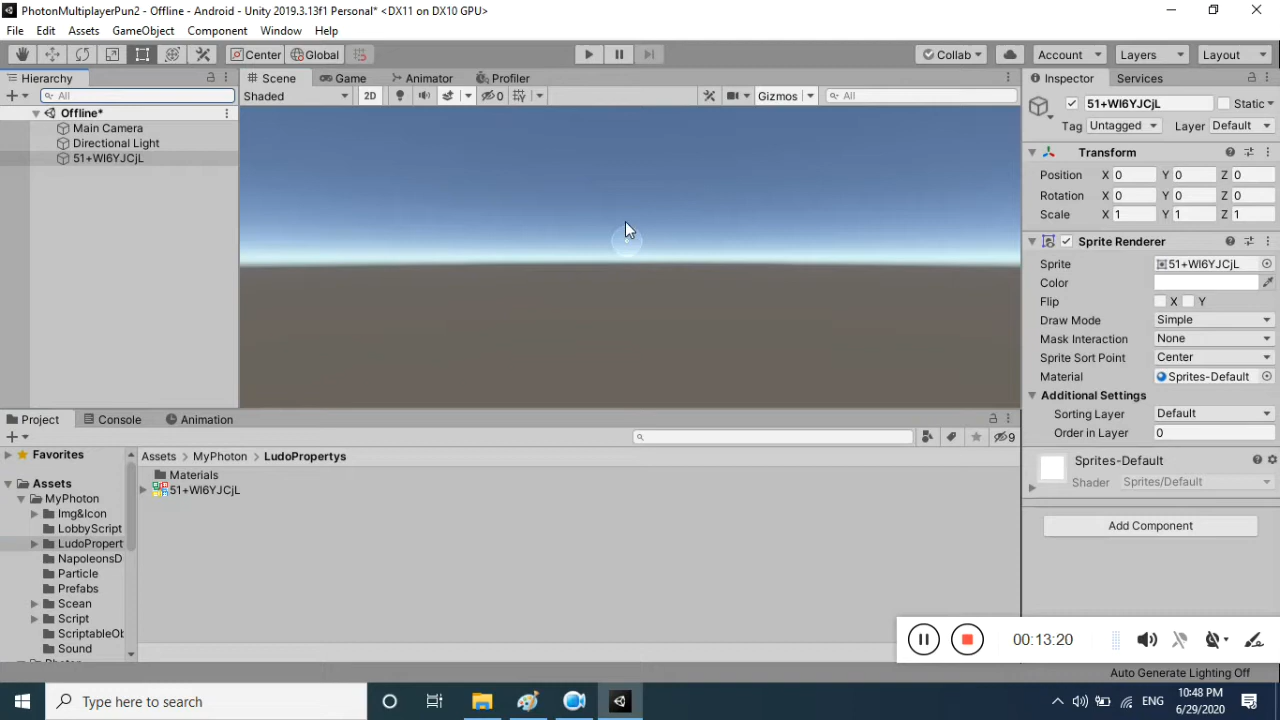 PhotonMultiplayerPun2 - Offline - Android - Unity 2019.3.13f1 Personal* <DX11 on DX10 GPU>
File Edit Assets GameObject Component Window Help
Center Global Collab Account Layers Layout
Hierarchy Scene Game Animator Profiler Inspector Services
All Shaded 2D 0 Gizmos All 51+WI6YJCjL Static
Offline*
Main Camera
Directional Light
51+WI6YJCjL
Tag Untagged Layer Default
Transform
Position X 0 Y 0 Z 0
Rotation X 0 Y 0 Z 0
Scale X 1 Y 1 Z 1
Sprite Renderer
Sprite 51+WI6YJCjL
Color
Flip X Y
Draw Mode Simple
Mask Interaction None
Sprite Sort Point Center
Material Sprites-Default
Additional Settings
Sorting Layer Default
Order in Layer 0
Sprites-Default
Shader Sprites/Default
Add Component
Project Console Animation
9
Favorites
Assets
MyPhoton
Img&Icon
LobbyScript
LudoPropert
NapoleonsD
Particle
Prefabs
Scean
Script
ScriptableOb
Sound
Assets > MyPhoton > LudoPropertys
Materials
51+WI6YJCjL
00:13:20
Auto Generate Lighting Off
Type here to search
ENG
10:48 PM
6/29/2020